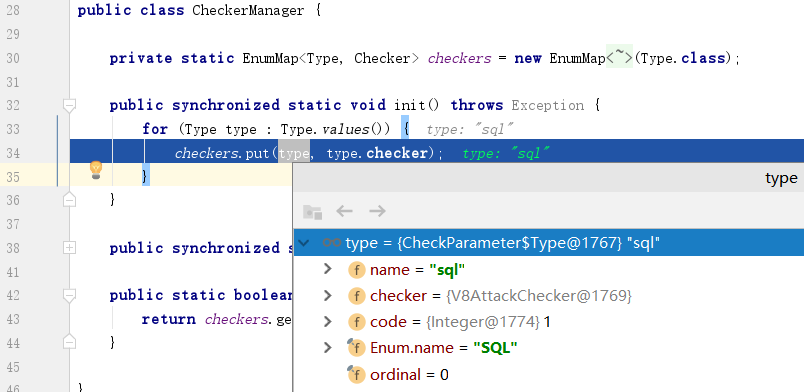 28 public class CheckerManager {
29
30 private static EnumMap<Type, Checker> checkers = new EnumMap<~>(Type.class);
31
32 public synchronized static void init() throws Exception {
33 for (Type type : Type.values()) { type: "sql"
34 checkers.put(type, type.checker); type: "sql"
35 }
type
36 }
37
type = {CheckParameter$Type@1767} "sql"
38 public synchronized s
name = "sql"
41
checker = {V8AttackChecker@1769}
42 public static boolean
43 return checkers.ge
code = {Integer@1774} 1
44 }
Enum.name = "SQL"
45
ordinal = 0
46 }